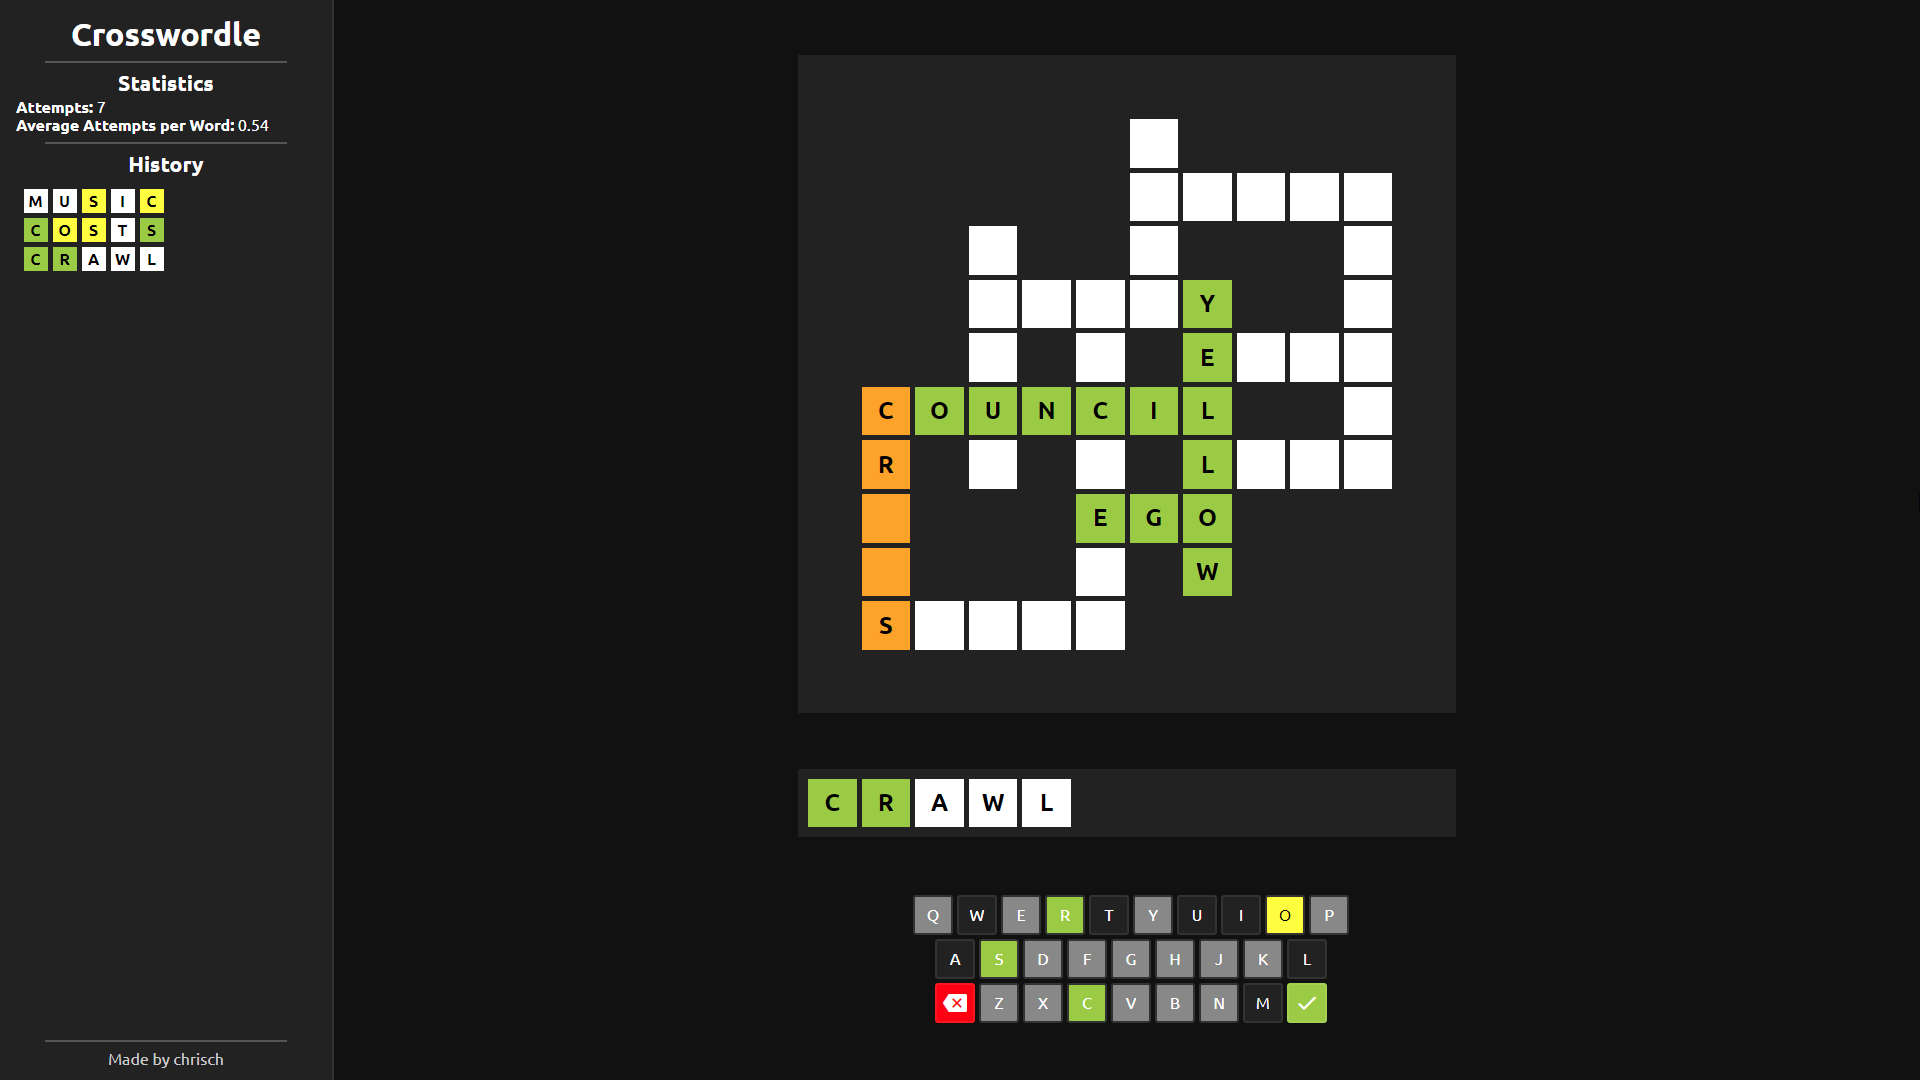 Crosswordle
Statistics
Attempts: 7
Average Attempts per Word: 0.54
History
M U S I C
C O S T S
C R A W L
Y
E
C O U N C I L
R L
E G O
W
S
C R A W L
Q W E R T Y U I O P
A S D F G H J K L
Z X C V B N M
Made by chrisch